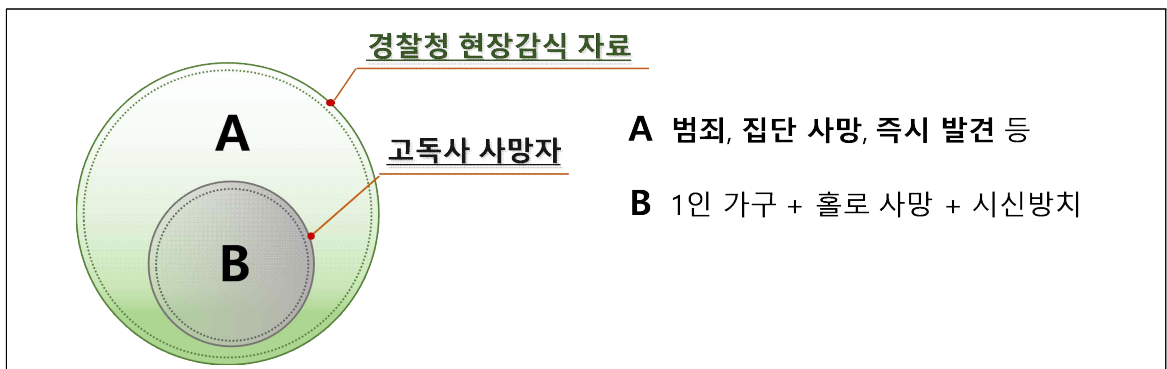 경찰청 현장감식 자료
A
고독사 사망자
B
A 범죄, 집단 사망, 즉시 발견 등
B 1인 가구 + 홀로 사망 + 시신방치